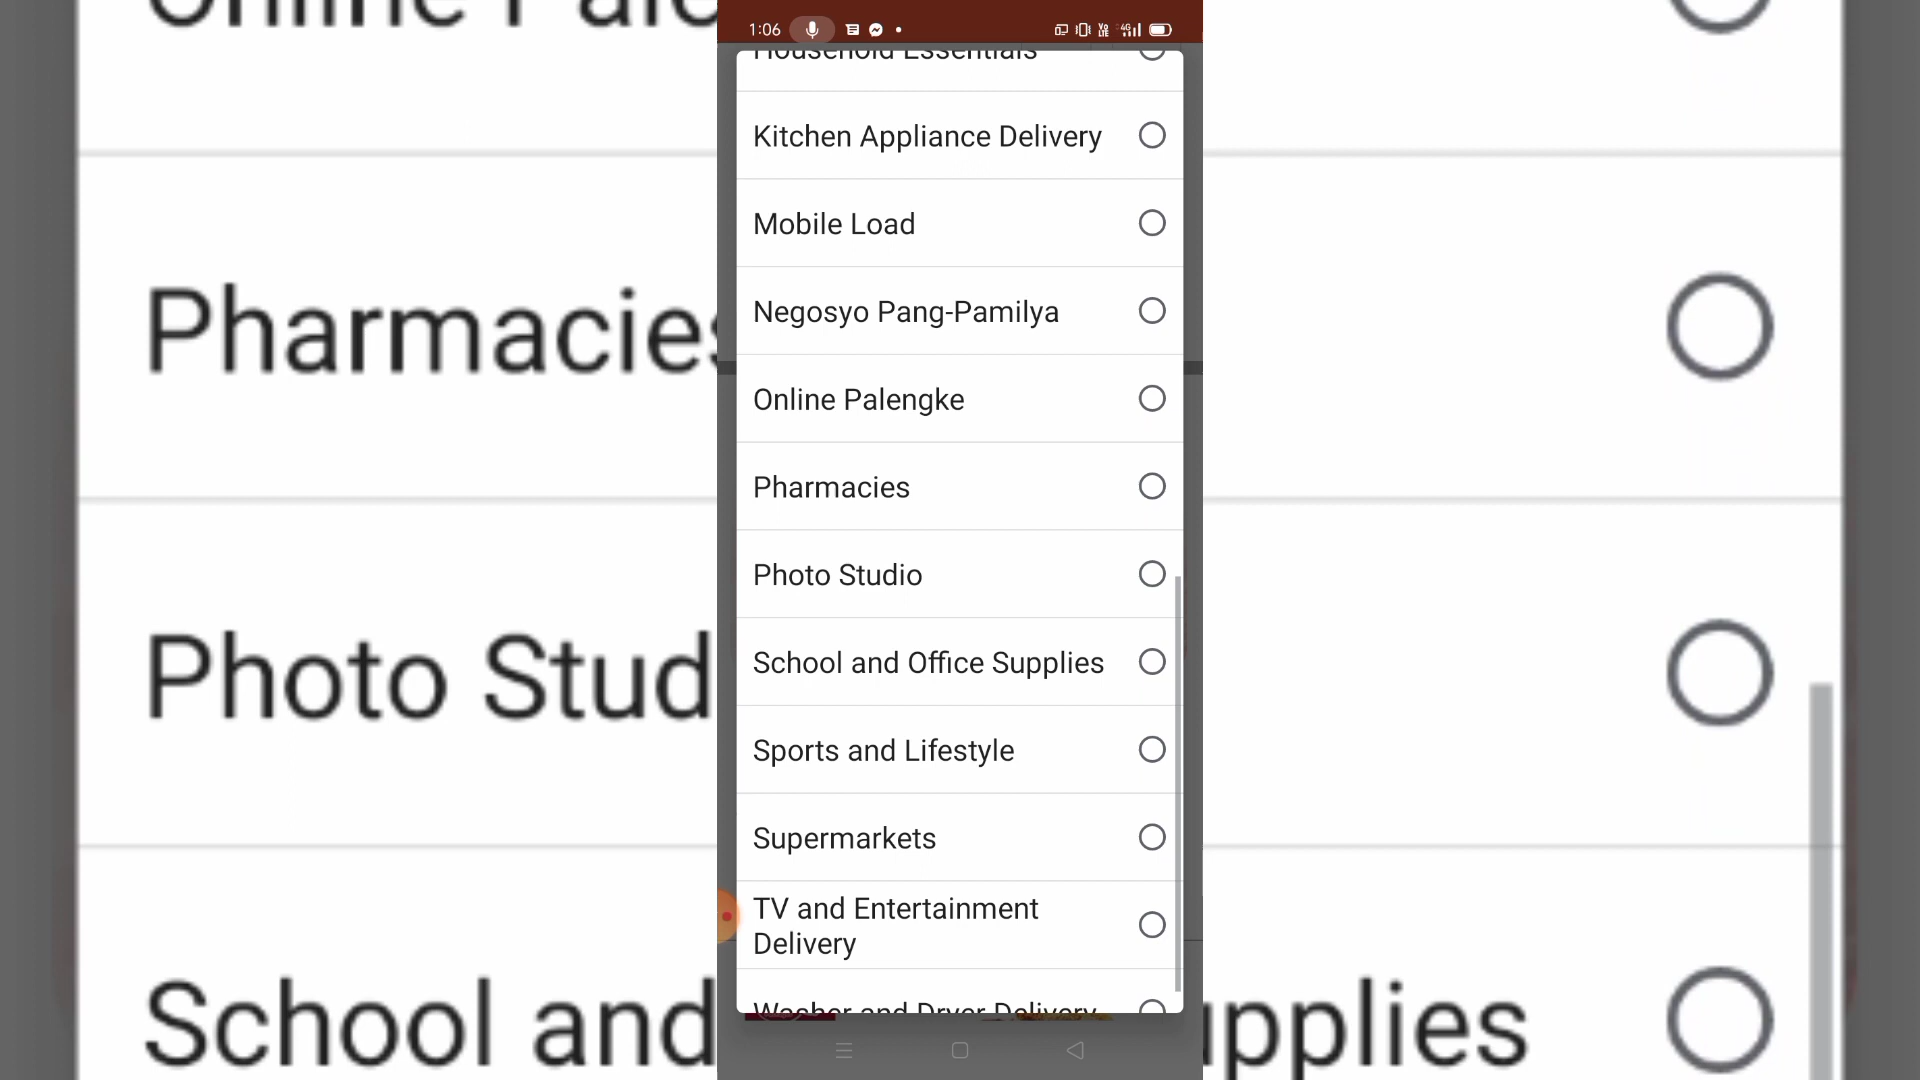 1:06
Household Essentials
Kitchen Appliance Delivery
Mobile Load
Negosyo Pang-Pamilya
Online Palengke
Pharmacies
Photo Studio
School and Office Supplies
Sports and Lifestyle
Supermarkets
TV and Entertainment
Delivery
Washer and Dryer Delivery
Pharmacies
Photo Stud
School and
upplies